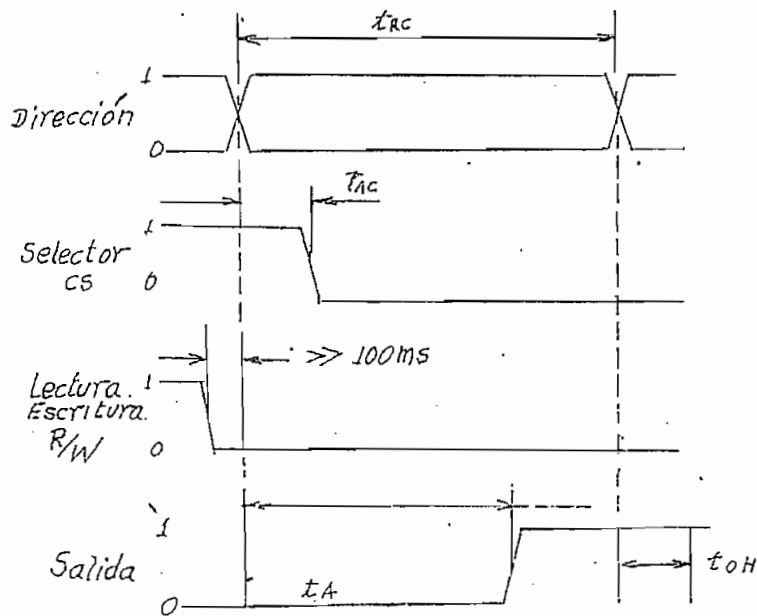 tRC
1
Dirección
0
TAC
1
Selector
CS 0
>> 100ms
Lectura. 1
Escritura.
R/W 0
1
Salida
tOH
0 tA